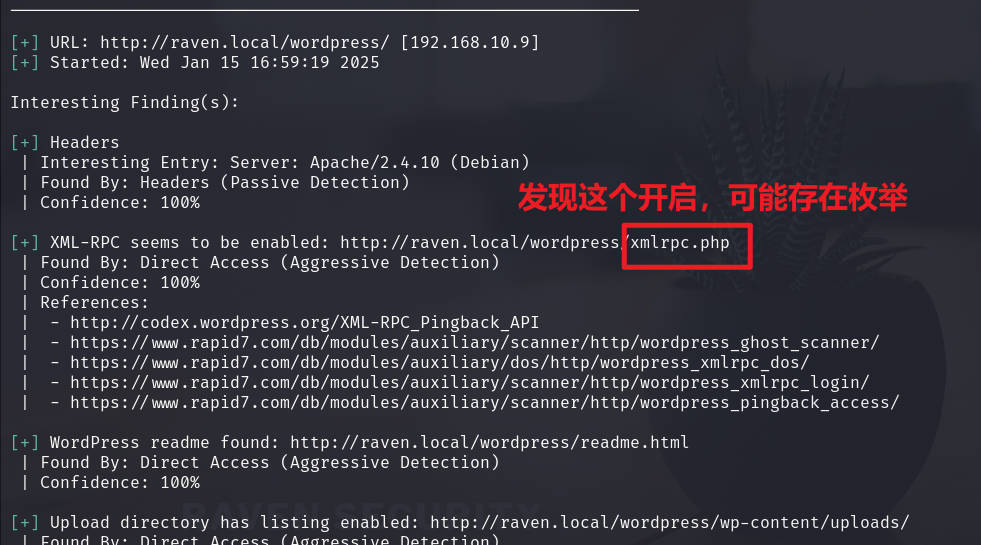 [+] URL: http://raven.local/wordpress/ [192.168.10.9]
[+] Started: Wed Jan 15 16:59:19 2025
Interesting Finding(s):
[+] Headers
| Interesting Entry: Server: Apache/2.4.10 (Debian)
| Found By: Headers (Passive Detection)
| Confidence: 100%
发现这个开启，可能存在枚举
[+] XML-RPC seems to be enabled: http://raven.local/wordpress/xmlrpc.php
| Found By: Direct Access (Aggressive Detection)
| Confidence: 100%
| References:
|  - http://codex.wordpress.org/XML-RPC_Pingback_API
|  - https://www.rapid7.com/db/modules/auxiliary/scanner/http/wordpress_ghost_scanner/
|  - https://www.rapid7.com/db/modules/auxiliary/dos/http/wordpress_xmlrpc_dos/
|  - https://www.rapid7.com/db/modules/auxiliary/scanner/http/wordpress_xmlrpc_login/
|  - https://www.rapid7.com/db/modules/auxiliary/scanner/http/wordpress_pingback_access/
[+] WordPress readme found: http://raven.local/wordpress/readme.html
| Found By: Direct Access (Aggressive Detection)
| Confidence: 100%
RAVEN SECURITY
[+] Upload directory has listing enabled: http://raven.local/wordpress/wp-content/uploads/
| Found By: Direct Access (Aggressive Detection)